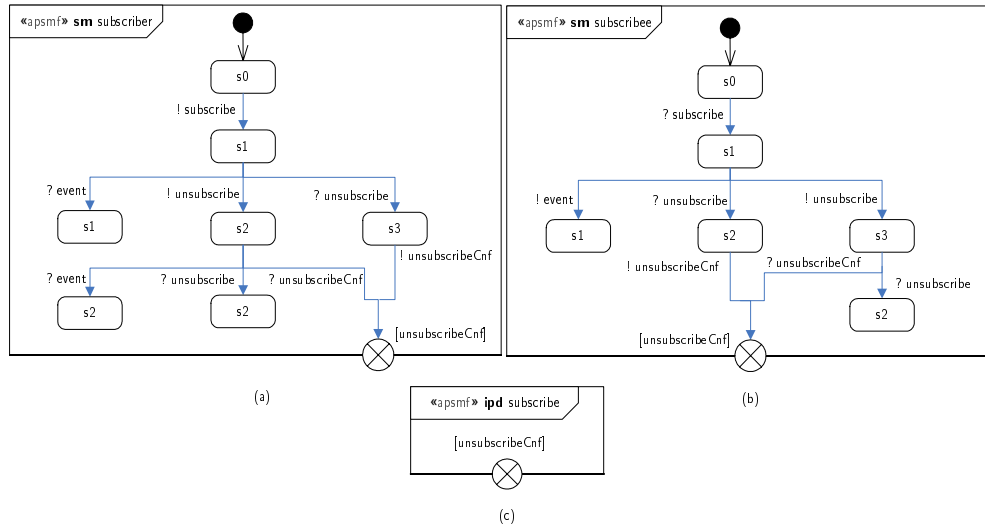 «apsmf» sm subscriber
s0
! subscribe
s1
? event
! unsubscribe
? unsubscribe
s1
s2
s3
! unsubscribeCnf
? event
? unsubscribe
? unsubscribeCnf
s2
s2
[unsubscribeCnf]
(a)
«apsmf» sm subscribee
s0
? subscribe
s1
! event
? unsubscribe
! unsubscribe
s1
s2
s3
! unsubscribeCnf
? unsubscribeCnf
? unsubscribe
s2
[unsubscribeCnf]
(b)
«apsmf» ipd subscribe
[unsubscribeCnf]
(c)